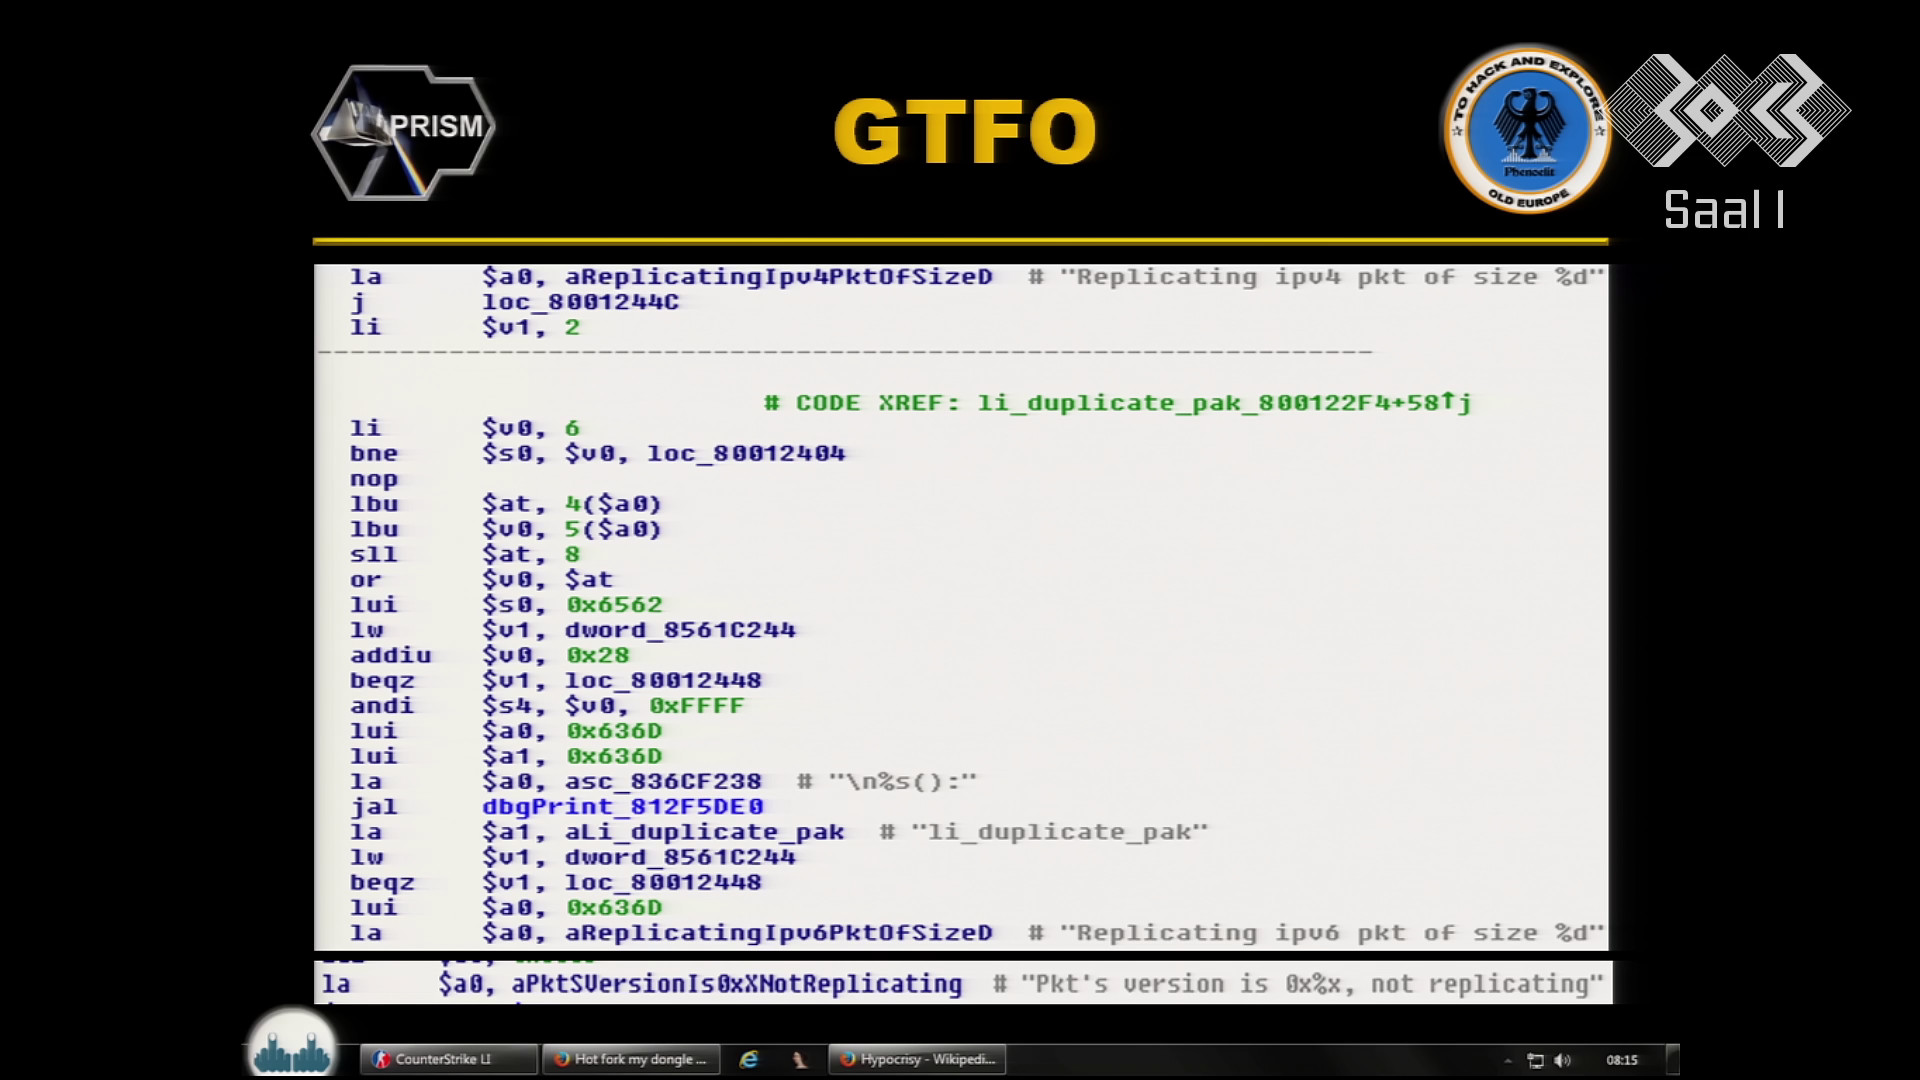 PRISM
GTFO
TO HACK AND EXPLORE
Phenoelit
OLD EUROPE
Saal 1
la $a0, aReplicatingIpv4PktOfSizeD # "Replicating ipv4 pkt of size %d"
j loc_8001244C
li $v1, 2
# CODE XREF: li_duplicate_pak_800122F4+58↑j
li $v0, 6
bne $s0, $v0, loc_80012404
nop
lbu $at, 4($a0)
lbu $v0, 5($a0)
sll $at, 8
or $v0, $at
lui $s0, 0x6562
lw $v1, dword_8561C244
addiu $v0, 0x28
beqz $v1, loc_80012448
andi $s4, $v0, 0xFFFF
lui $a0, 0x636D
lui $a1, 0x636D
la $a0, asc_836CF238 # "\n%s():"
jal dbgPrint_812F5DE0
la $a1, aLi_duplicate_pak # "li_duplicate_pak"
lw $v1, dword_8561C244
beqz $v1, loc_80012448
lui $a0, 0x636D
la $a0, aReplicatingIpv6PktOfSizeD # "Replicating ipv6 pkt of size %d"
la $a0, aPktSVersionIs0xXNotReplicating # "Pkt's version is 0x%x, not replicating"
CounterStrike LI
Hot fork my dongle ...
Hypocrisy - Wikipedi...
08:15